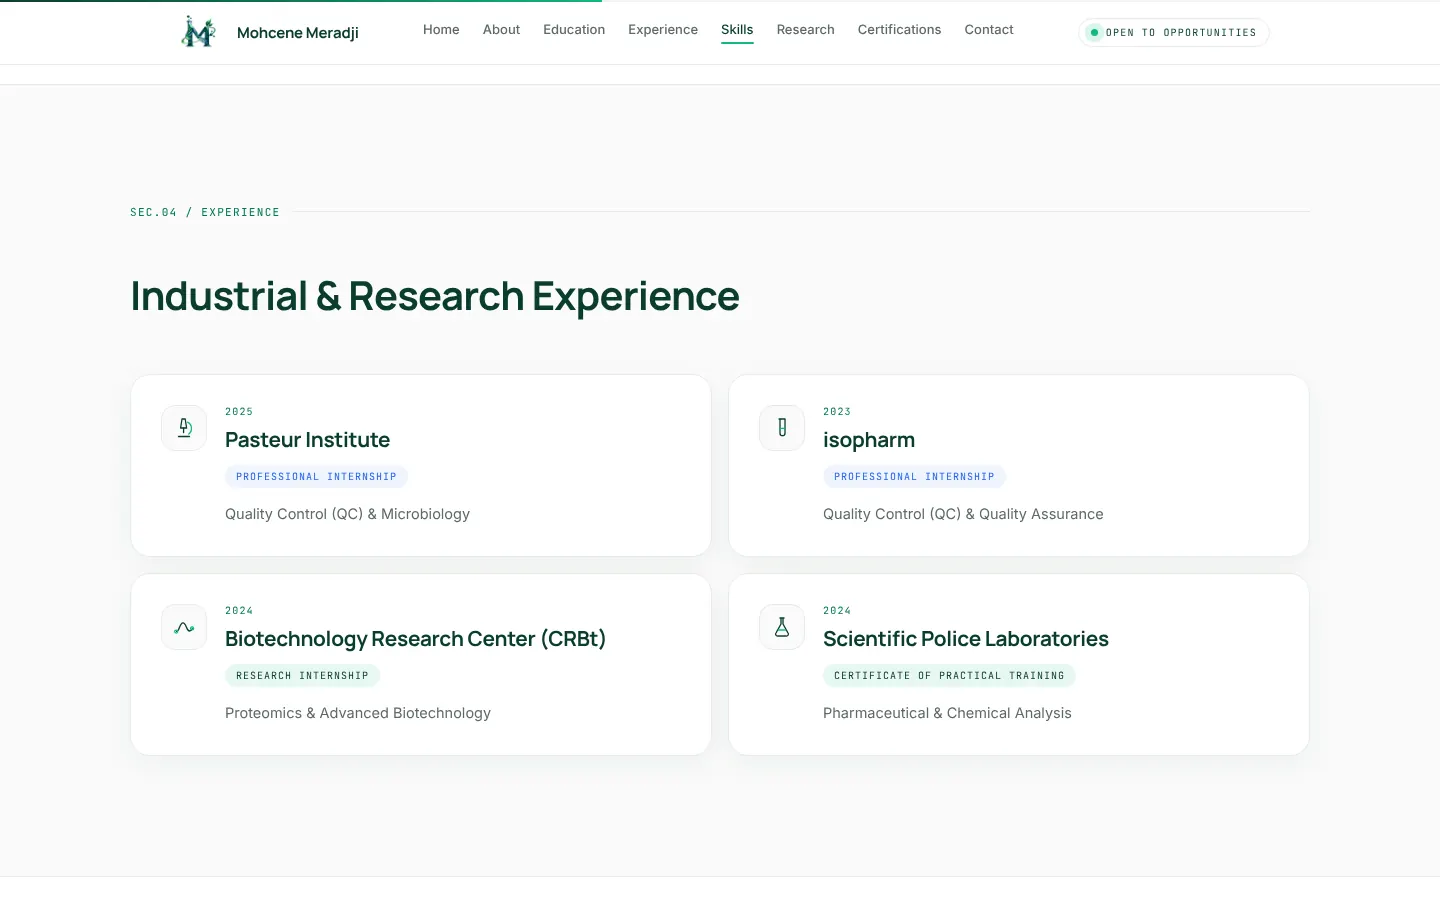 Mohcene Meradji
Home About Education Experience Skills Research Certifications Contact
OPEN TO OPPORTUNITIES
SEC.04 / EXPERIENCE
Industrial & Research Experience
2025
Pasteur Institute
PROFESSIONAL INTERNSHIP
Quality Control (QC) & Microbiology
2023
isopharm
PROFESSIONAL INTERNSHIP
Quality Control (QC) & Quality Assurance
2024
Biotechnology Research Center (CRBt)
RESEARCH INTERNSHIP
Proteomics & Advanced Biotechnology
2024
Scientific Police Laboratories
CERTIFICATE OF PRACTICAL TRAINING
Pharmaceutical & Chemical Analysis